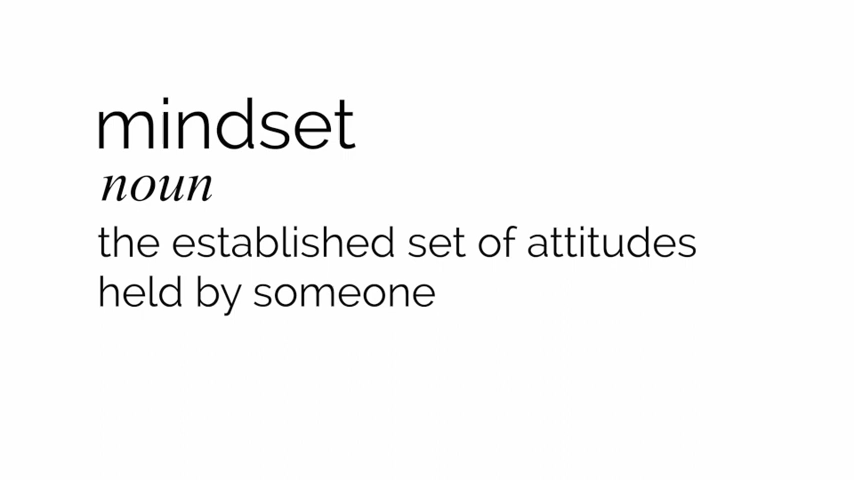 mindset
noun
the established set of attitudes
held by someone